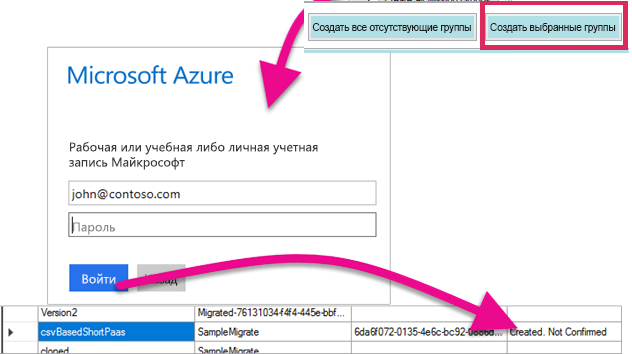 Создать все отсутствующие группы
Создать выбранные группы
Microsoft Azure
Рабочая или учебная либо личная учетная
запись Майкрософт
john@contoso.com
Пароль
Войти
Version2 Migrated-76131034-f4f4-445e-bbf...
csvBasedShortPaas SampleMigrate 6da6f072-0135-4e6c-bc92- Created. Not Confirmed
cloned SampleMigrate